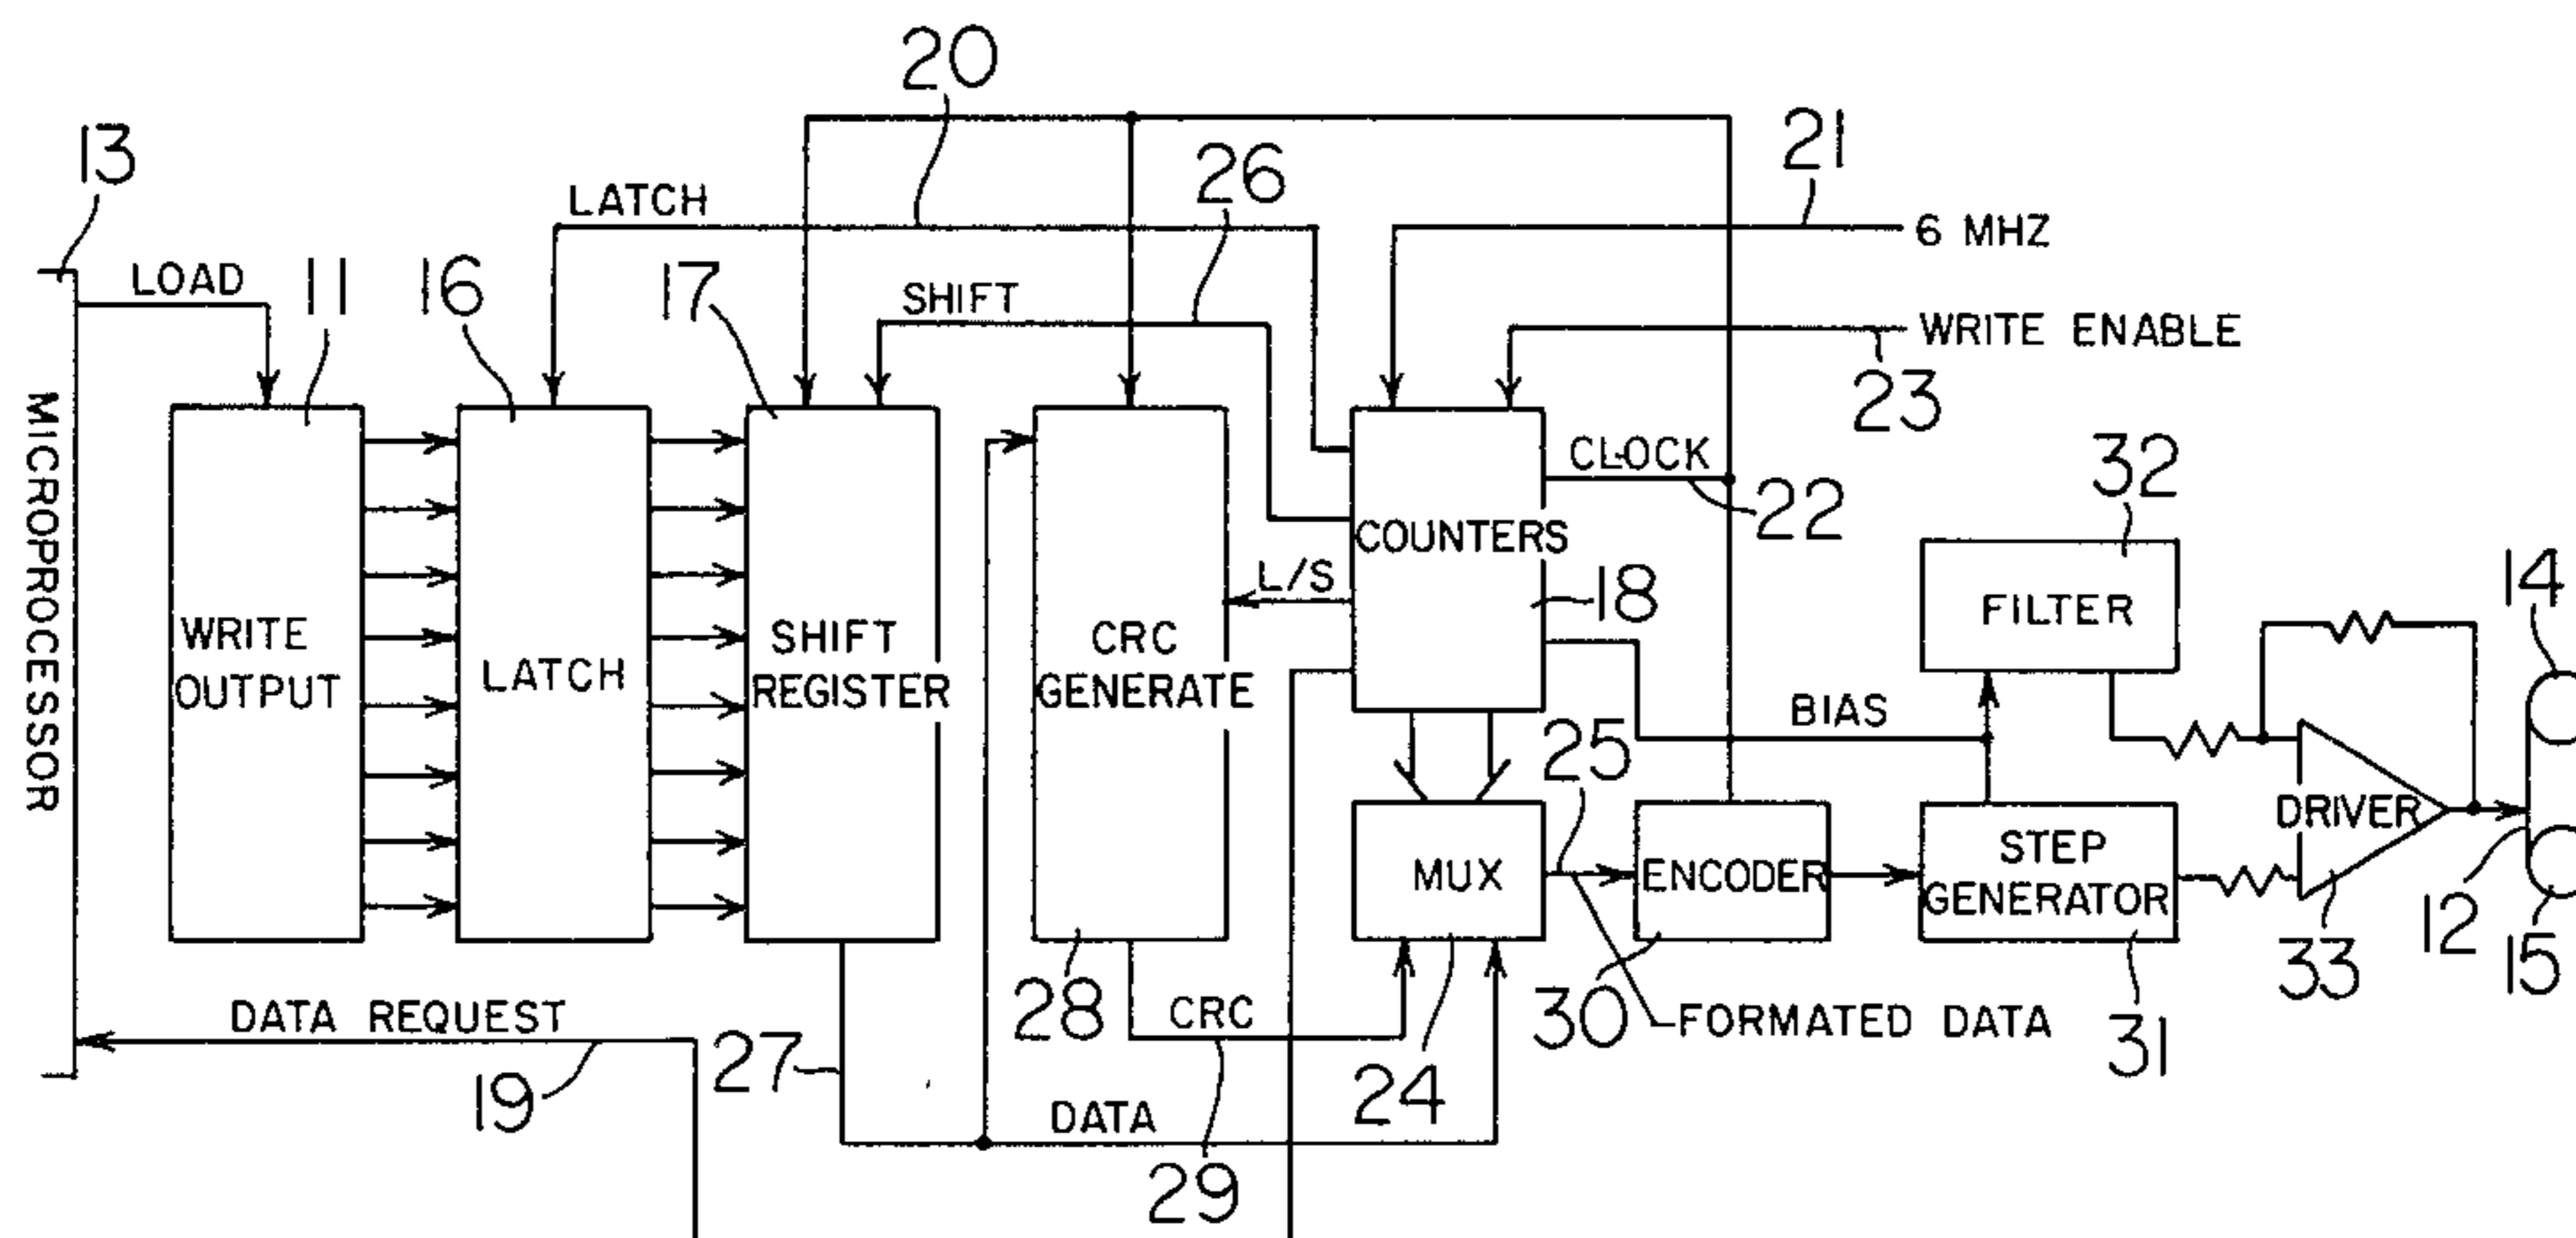 20
13
26
21
LATCH
6 MHZ
LOAD
11
16
17
SHIFT
WRITE ENABLE
23
MICROPROCESSOR
CLOCK
22
32
COUNTERS
14
L/S
18
FILTER
WRITE
OUTPUT
LATCH
SHIFT
REGISTER
CRC
GENERATE
BIAS
25
MUX
ENCODER
STEP
GENERATOR
DRIVER
12
15
33
28
30
FORMATED DATA
31
DATA REQUEST
CRC
19
27
24
DATA
29